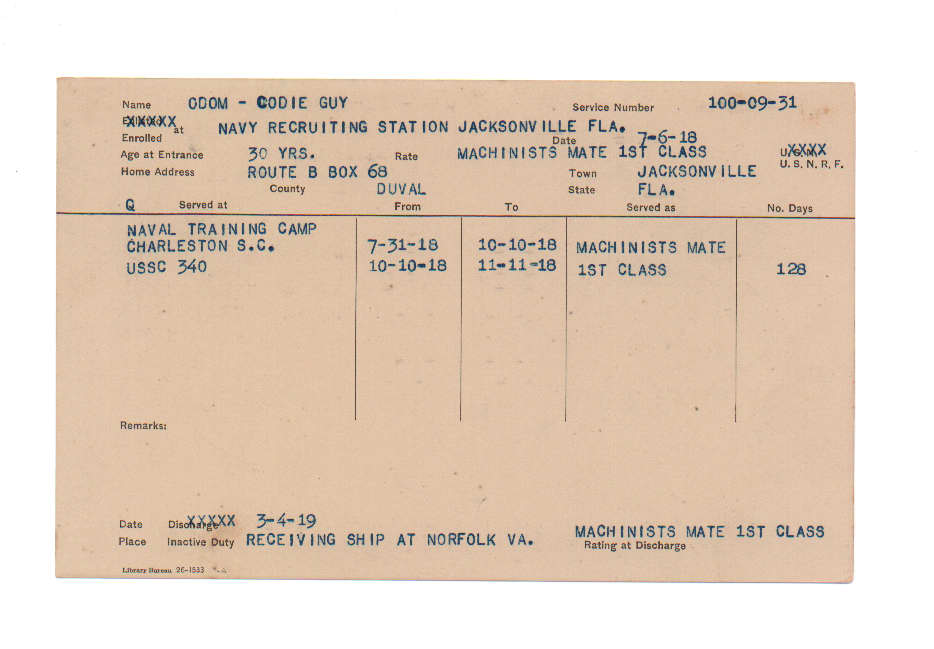 Name ODOM - CODIE GUY Service Number 100-09-31
Enlisted XXXXX
Enrolled at NAVY RECRUITING STATION JACKSONVILLE FLA. Date 7-6-18
Age at Entrance 30 YRS. Rate MACHINISTS MATE 1ST CLASS U.S.N. XXXX
U. S. N. R. F.
Home Address ROUTE B BOX 68 Town JACKSONVILLE
County DUVAL State FLA.
Q Served at From To Served as No. Days
NAVAL TRAINING CAMP
CHARLESTON S.C. 7-31-18 10-10-18 MACHINISTS MATE
USSC 340 10-10-18 11-11-18 1ST CLASS 128
Remarks:
Date Discharge XXXXX 3-4-19
Place Inactive Duty RECEIVING SHIP AT NORFOLK VA. MACHINISTS MATE 1ST CLASS
Rating at Discharge
Library Bureau 26-1533